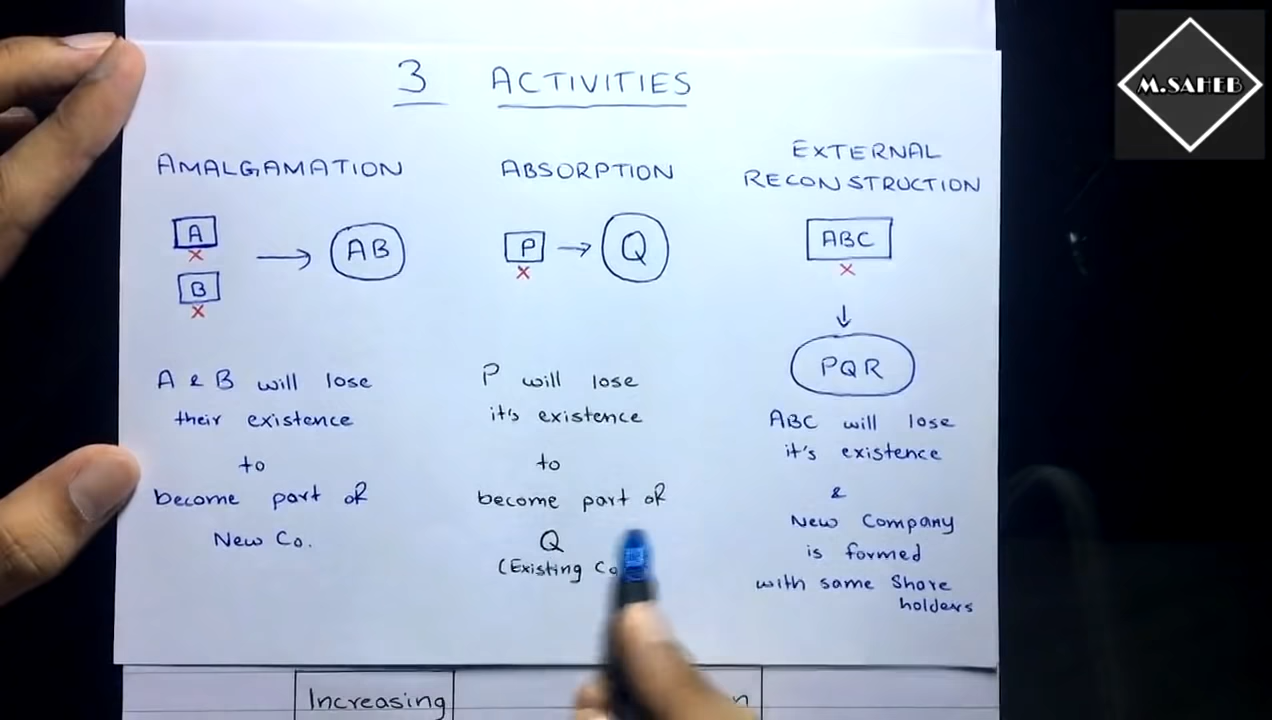 3 ACTIVITIES
M.SAHEB
AMALGAMATION
A
B
AB
A & B will lose
their existence
to
become part of
New Co.
ABSORPTION
P
Q
P will lose
it's existence
to
become part of
Q
(Existing Co
EXTERNAL
RECONSTRUCTION
ABC
PQR
ABC will lose
it's existence
&
New Company
is formed
with same Share
holders
Increasing